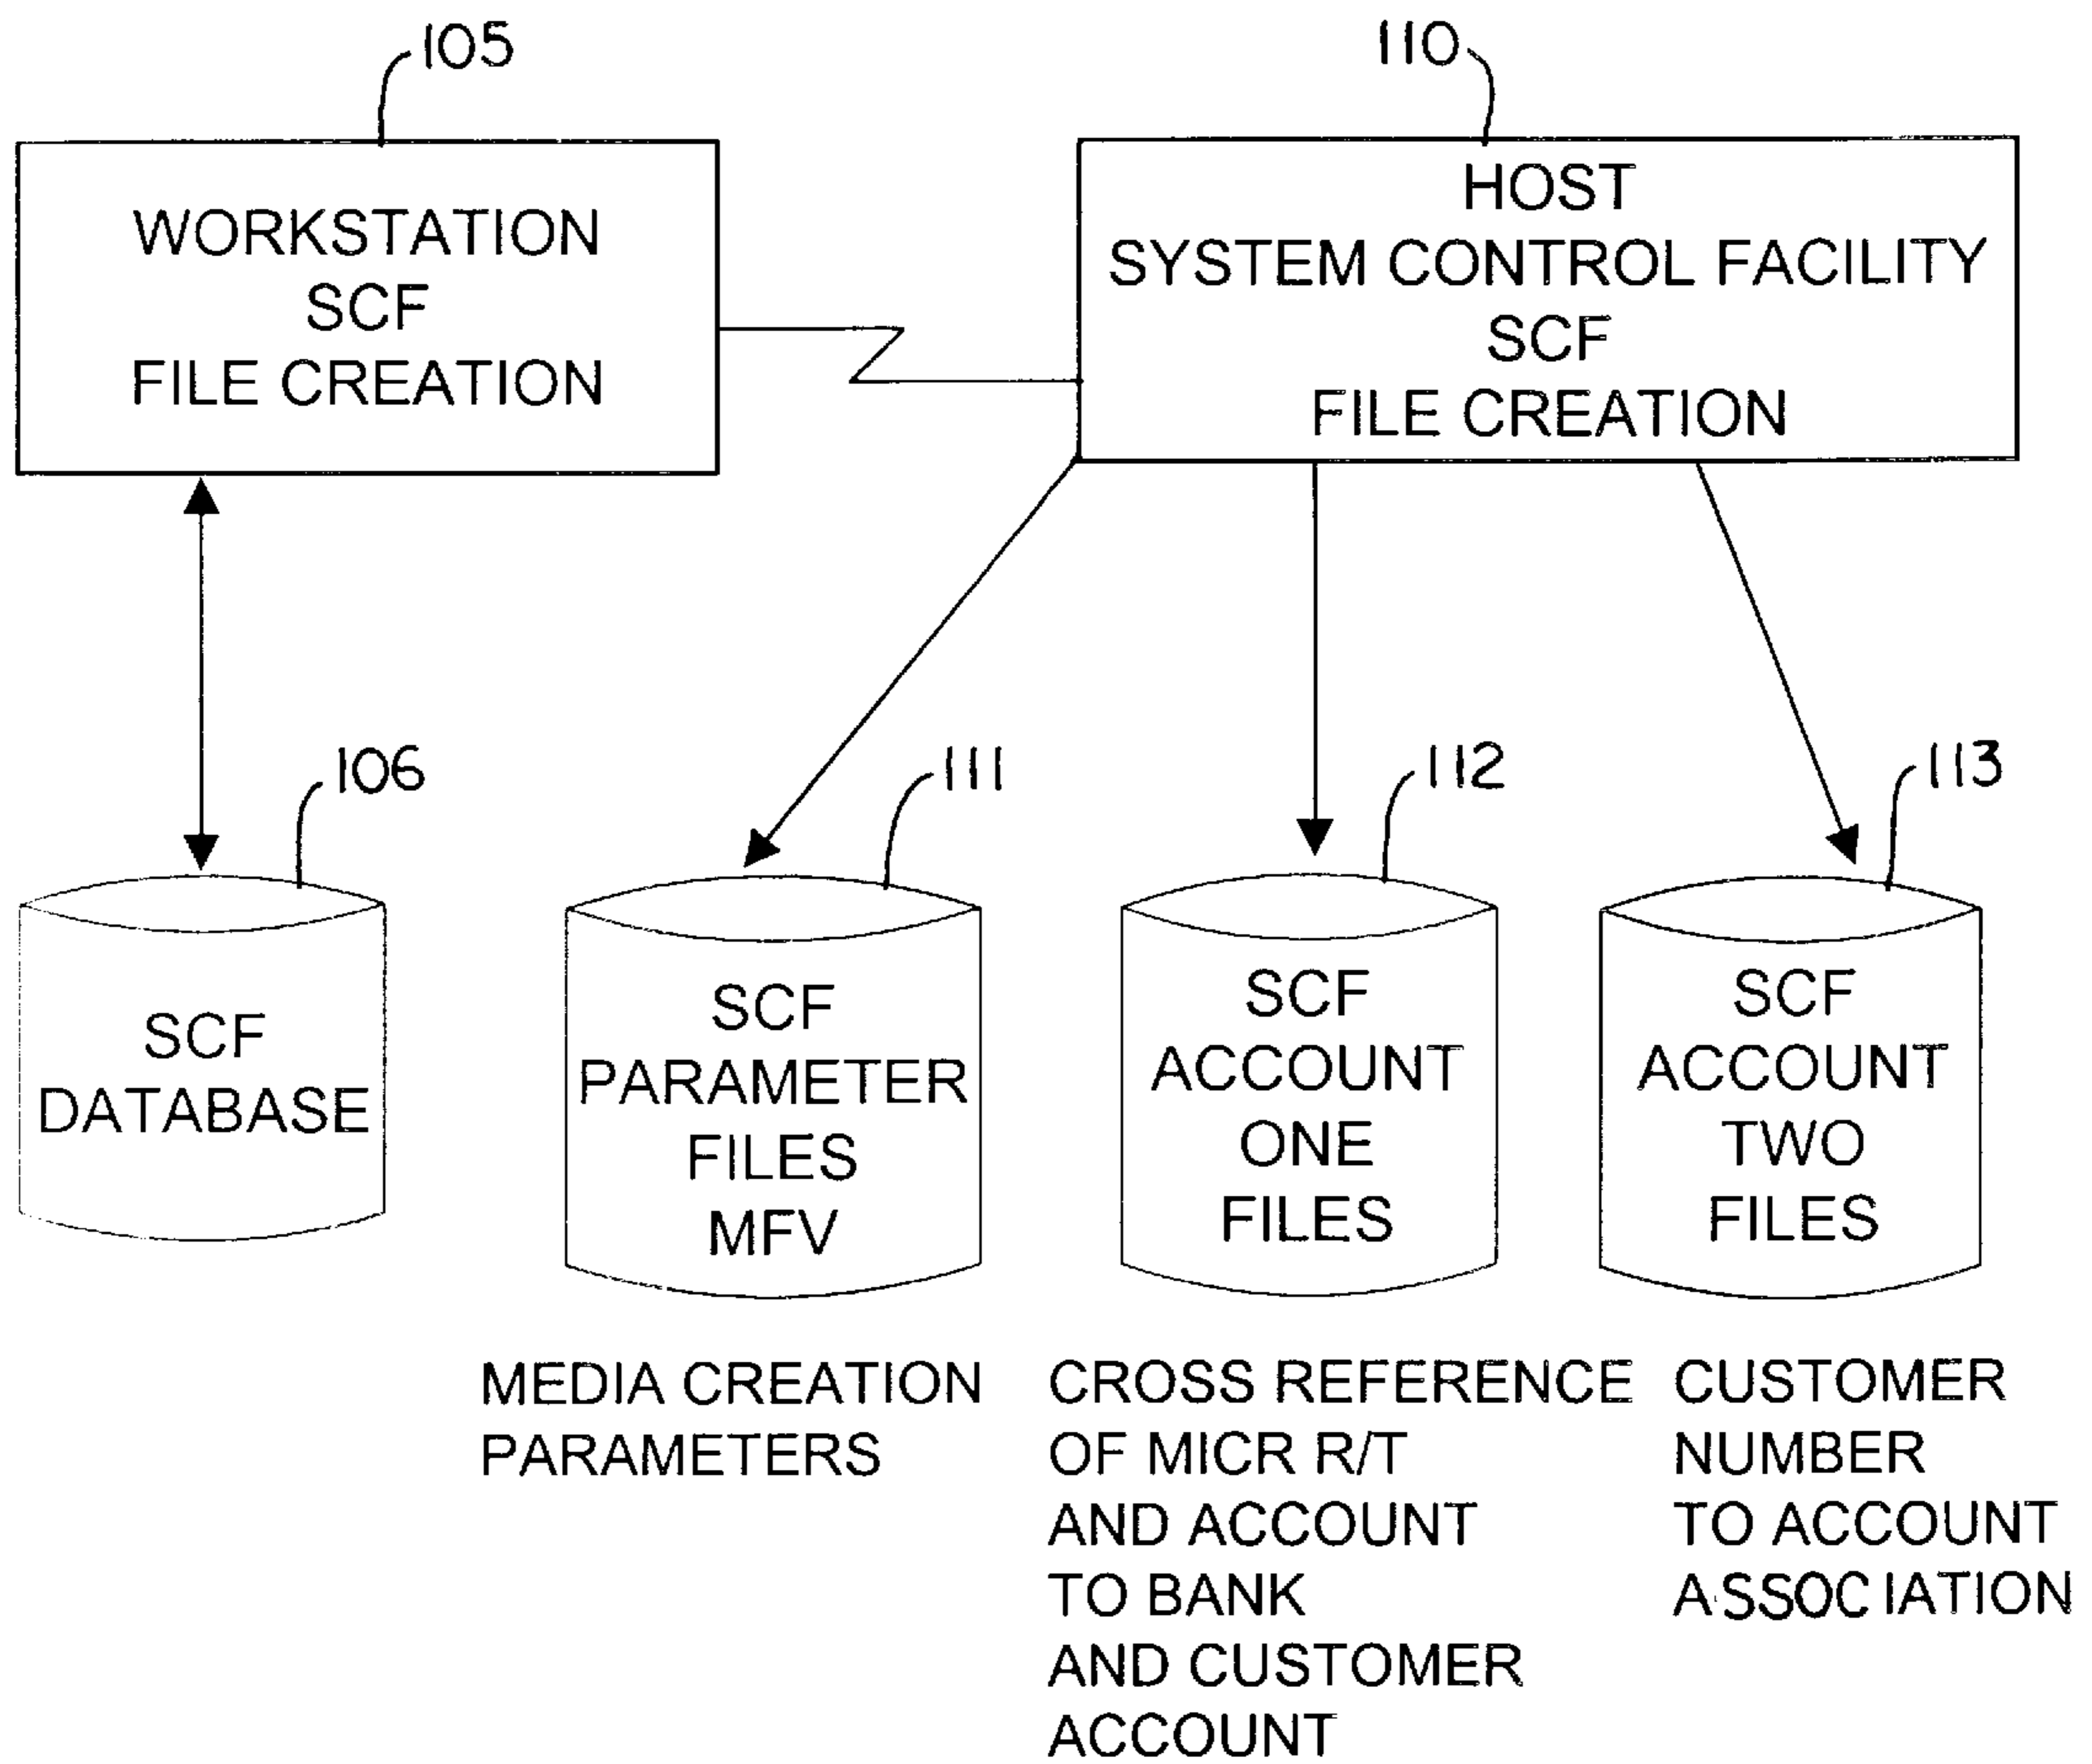 105
110
WORKSTATION
SCF
FILE CREATION
HOST
SYSTEM CONTROL FACILITY
SCF
FILE CREATION
106
111
112
113
SCF
DATABASE
SCF
PARAMETER
FILES
MFV
SCF
ACCOUNT
ONE
FILES
SCF
ACCOUNT
TWO
FILES
MEDIA CREATION
PARAMETERS
CROSS REFERENCE
OF MICR R/T
AND ACCOUNT
TO BANK
AND CUSTOMER
ACCOUNT
CUSTOMER
NUMBER
TO ACCOUNT
ASSOCIATION